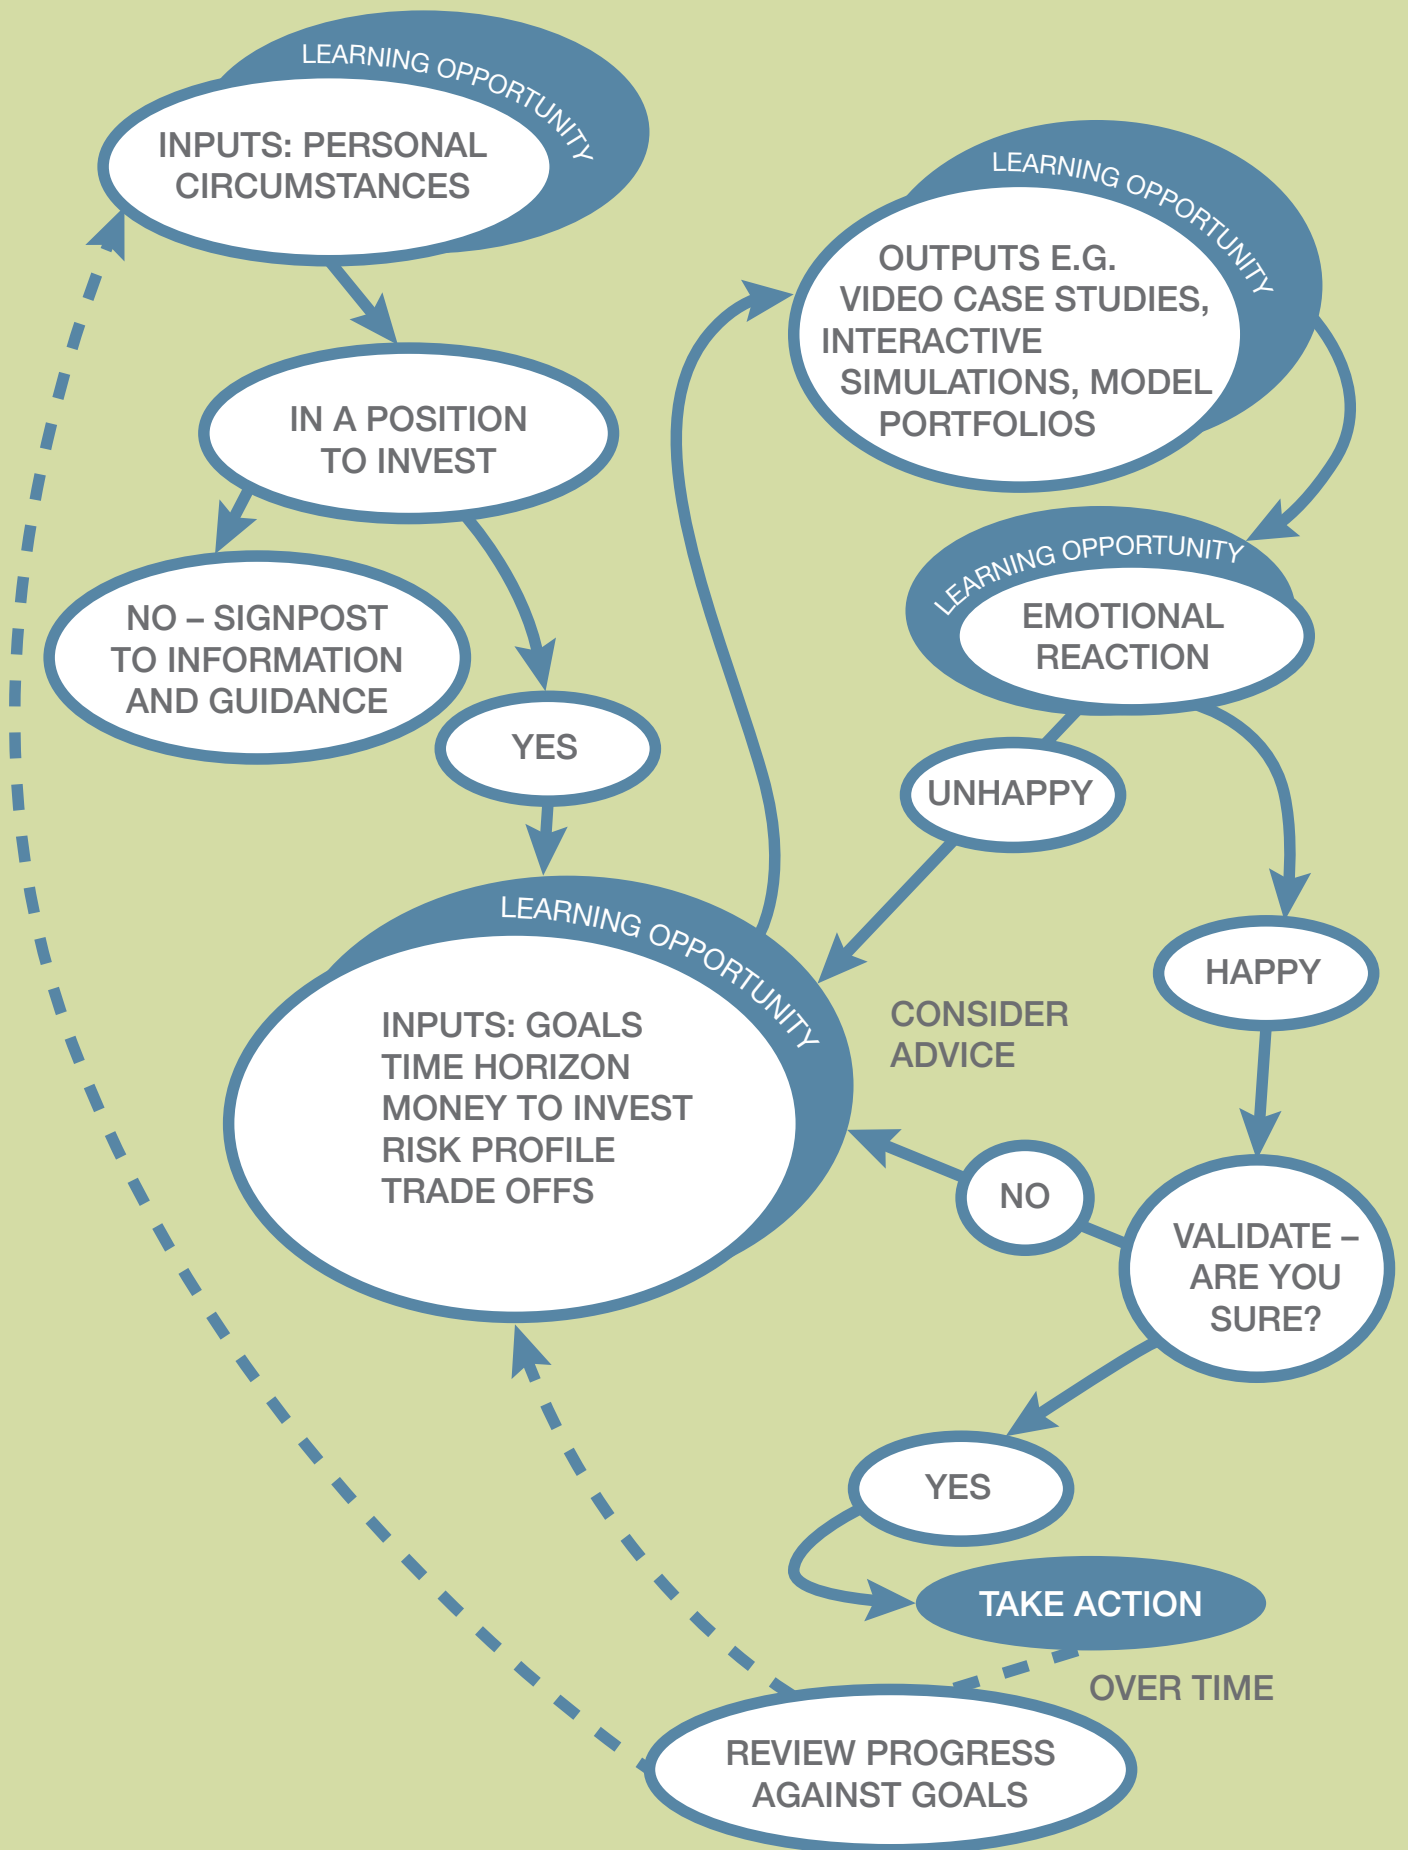 LEARNING OPPORTUNITY
INPUTS: PERSONAL
CIRCUMSTANCES
IN A POSITION
TO INVEST
NO – SIGNPOST
TO INFORMATION
AND GUIDANCE
YES
LEARNING OPPORTUNITY
INPUTS: GOALS
TIME HORIZON
MONEY TO INVEST
RISK PROFILE
TRADE OFFS
LEARNING OPPORTUNITY
OUTPUTS E.G.
VIDEO CASE STUDIES,
INTERACTIVE
SIMULATIONS, MODEL
PORTFOLIOS
LEARNING OPPORTUNITY
EMOTIONAL
REACTION
UNHAPPY
HAPPY
CONSIDER
ADVICE
NO
VALIDATE –
ARE YOU
SURE?
YES
TAKE ACTION
OVER TIME
REVIEW PROGRESS
AGAINST GOALS